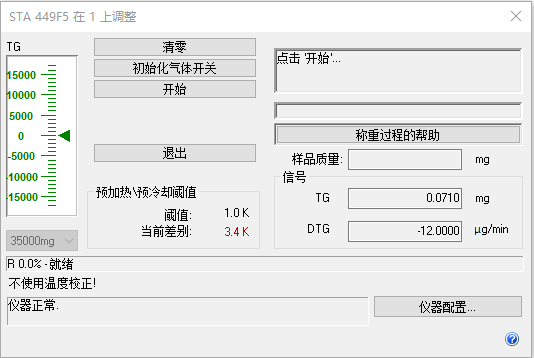 STA 449F5 在 1 上调整
TG
15000
10000
5000
0
-5000
-10000
-15000
35000mg
清零
初始化气体开关
开始
退出
预加热\预冷却阈值
阈值: 1.0 K
当前差别: 3.4 K
点击 '开始'...
称重过程的帮助
样品质量: mg
信号
TG 0.0710 mg
DTG -12.0000 µg/min
R 0.0% -就绪
不使用温度校正!
仪器正常.
仪器配置...
?